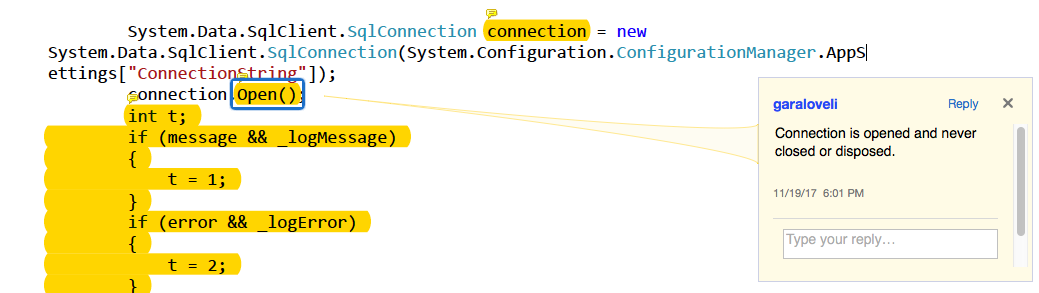 System.Data.SqlClient.SqlConnection connection = new
System.Data.SqlClient.SqlConnection(System.Configuration.ConfigurationManager.AppS
ettings["ConnectionString"]);
connection.Open();
int t;
if (message && _logMessage)
{
t = 1;
}
if (error && _logError)
{
t = 2;
}
garaloveli Reply ×
Connection is opened and never
closed or disposed.
11/19/17 6:01 PM
Type your reply...